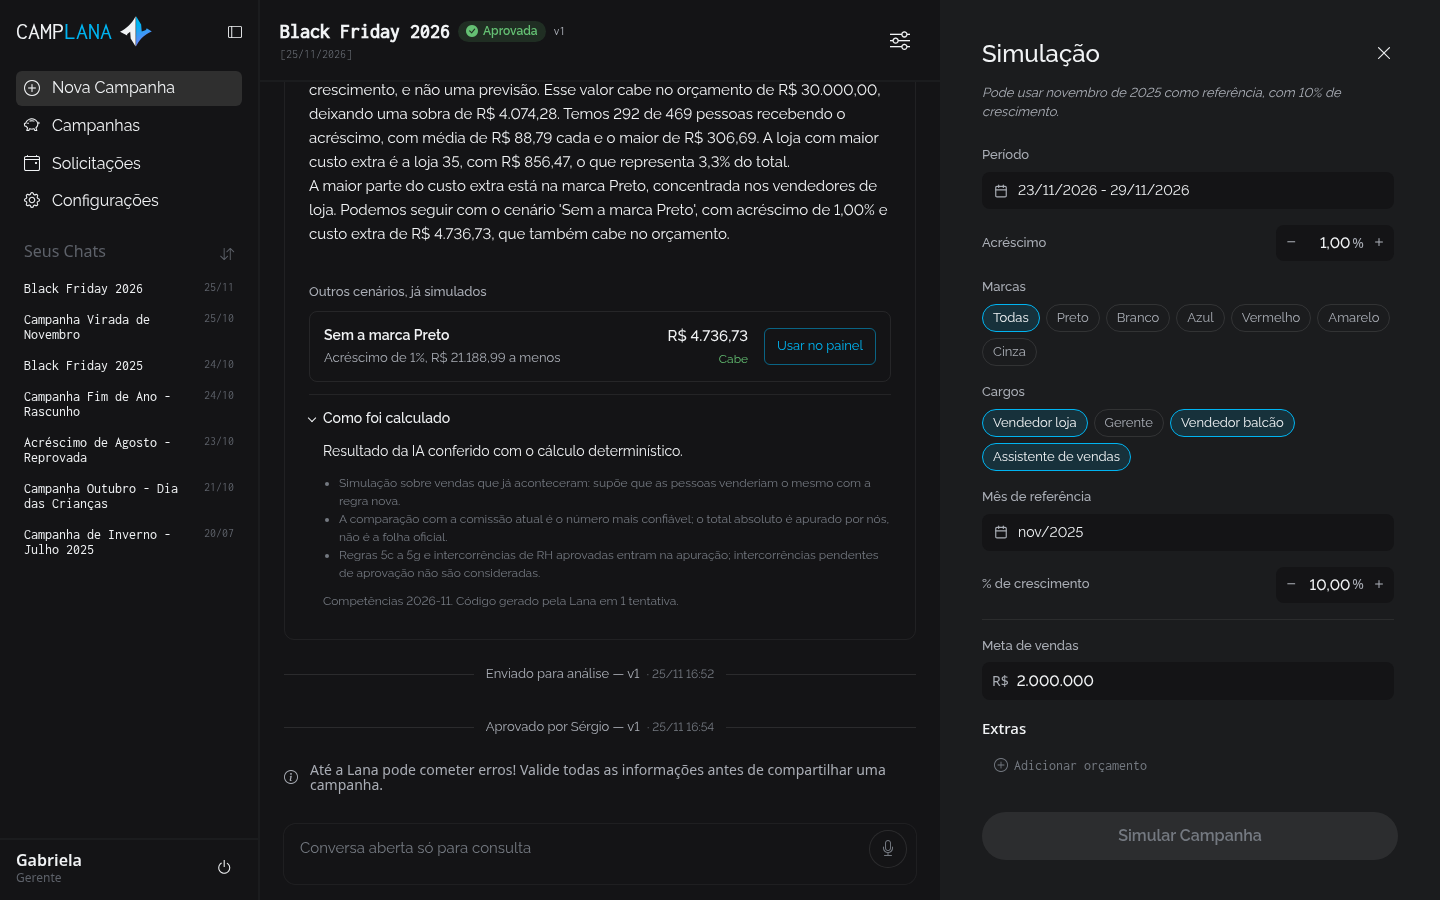 CAMPLANA
Nova Campanha
Campanhas
Solicitações
Configurações
Seus Chats
Black Friday 2026 25/11
Campanha Virada de Novembro 25/10
Black Friday 2025 24/10
Campanha Fim de Ano - Rascunho 24/10
Acréscimo de Agosto - Reprovada 23/10
Campanha Outubro - Dia das Crianças 21/10
Campanha de Inverno - Julho 2025 20/07
Gabriela
Gerente
Black Friday 2026 Aprovada v1
[25/11/2026]
crescimento, e não uma previsão. Esse valor cabe no orçamento de R$ 30.000,00,
deixando uma sobra de R$ 4.074,28. Temos 292 de 469 pessoas recebendo o
acréscimo, com média de R$ 88,79 cada e o maior de R$ 306,69. A loja com maior
custo extra é a loja 35, com R$ 856,47, o que representa 3,3% do total.
A maior parte do custo extra está na marca Preto, concentrada nos vendedores de
loja. Podemos seguir com o cenário 'Sem a marca Preto', com acréscimo de 1,00% e
custo extra de R$ 4.736,73, que também cabe no orçamento.
Outros cenários, já simulados
Sem a marca Preto
Acréscimo de 1%, R$ 21.188,99 a menos
R$ 4.736,73
Cabe
Usar no painel
Como foi calculado
Resultado da IA conferido com o cálculo determinístico.
• Simulação sobre vendas que já aconteceram: supõe que as pessoas venderiam o mesmo com a
regra nova.
• A comparação com a comissão atual é o número mais confiável; o total absoluto é apurado por nós,
não é a folha oficial.
• Regras 5c a 5g e intercorrências de RH aprovadas entram na apuração; intercorrências pendentes
de aprovação não são consideradas.
Competências 2026-11. Código gerado pela Lana em 1 tentativa.
Enviado para análise — v1 · 25/11 16:52
Aprovado por Sérgio — v1 · 25/11 16:54
Até a Lana pode cometer erros! Valide todas as informações antes de compartilhar uma
campanha.
Conversa aberta só para consulta
Simulação
Pode usar novembro de 2025 como referência, com 10% de
crescimento.
Período
23/11/2026 - 29/11/2026
Acréscimo − 1,00 % +
Marcas
Todas Preto Branco Azul Vermelho Amarelo
Cinza
Cargos
Vendedor loja Gerente Vendedor balcão
Assistente de vendas
Mês de referência
nov/2025
% de crescimento − 10,00 % +
Meta de vendas
R$ 2.000.000
Extras
Adicionar orçamento
Simular Campanha